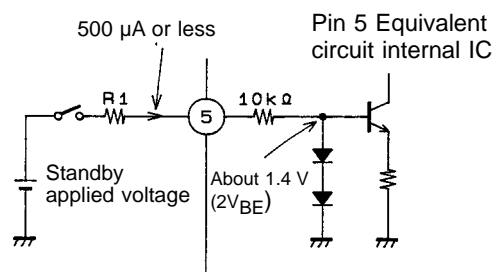 500 µA or less
Pin 5 Equivalent
circuit internal IC
R1
5
10kΩ
Standby
applied voltage
About 1.4 V
(2VBE)